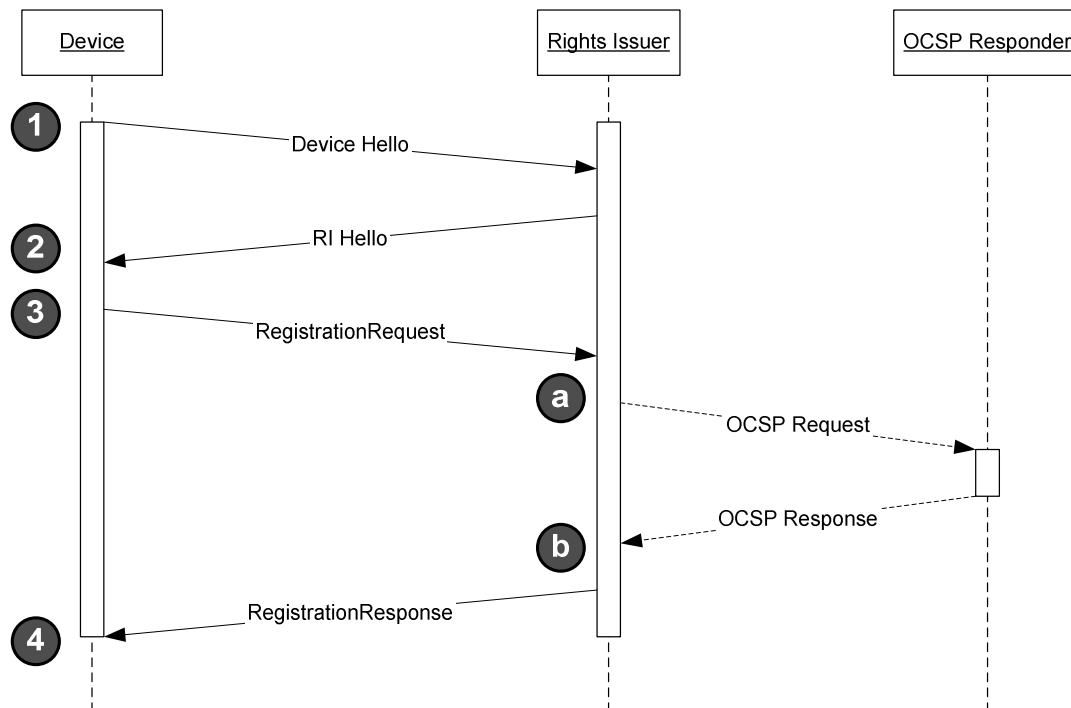 Device
Rights Issuer
OCSP Responder
1
Device Hello
2
RI Hello
3
RegistrationRequest
a
OCSP Request
OCSP Response
b
RegistrationResponse
4